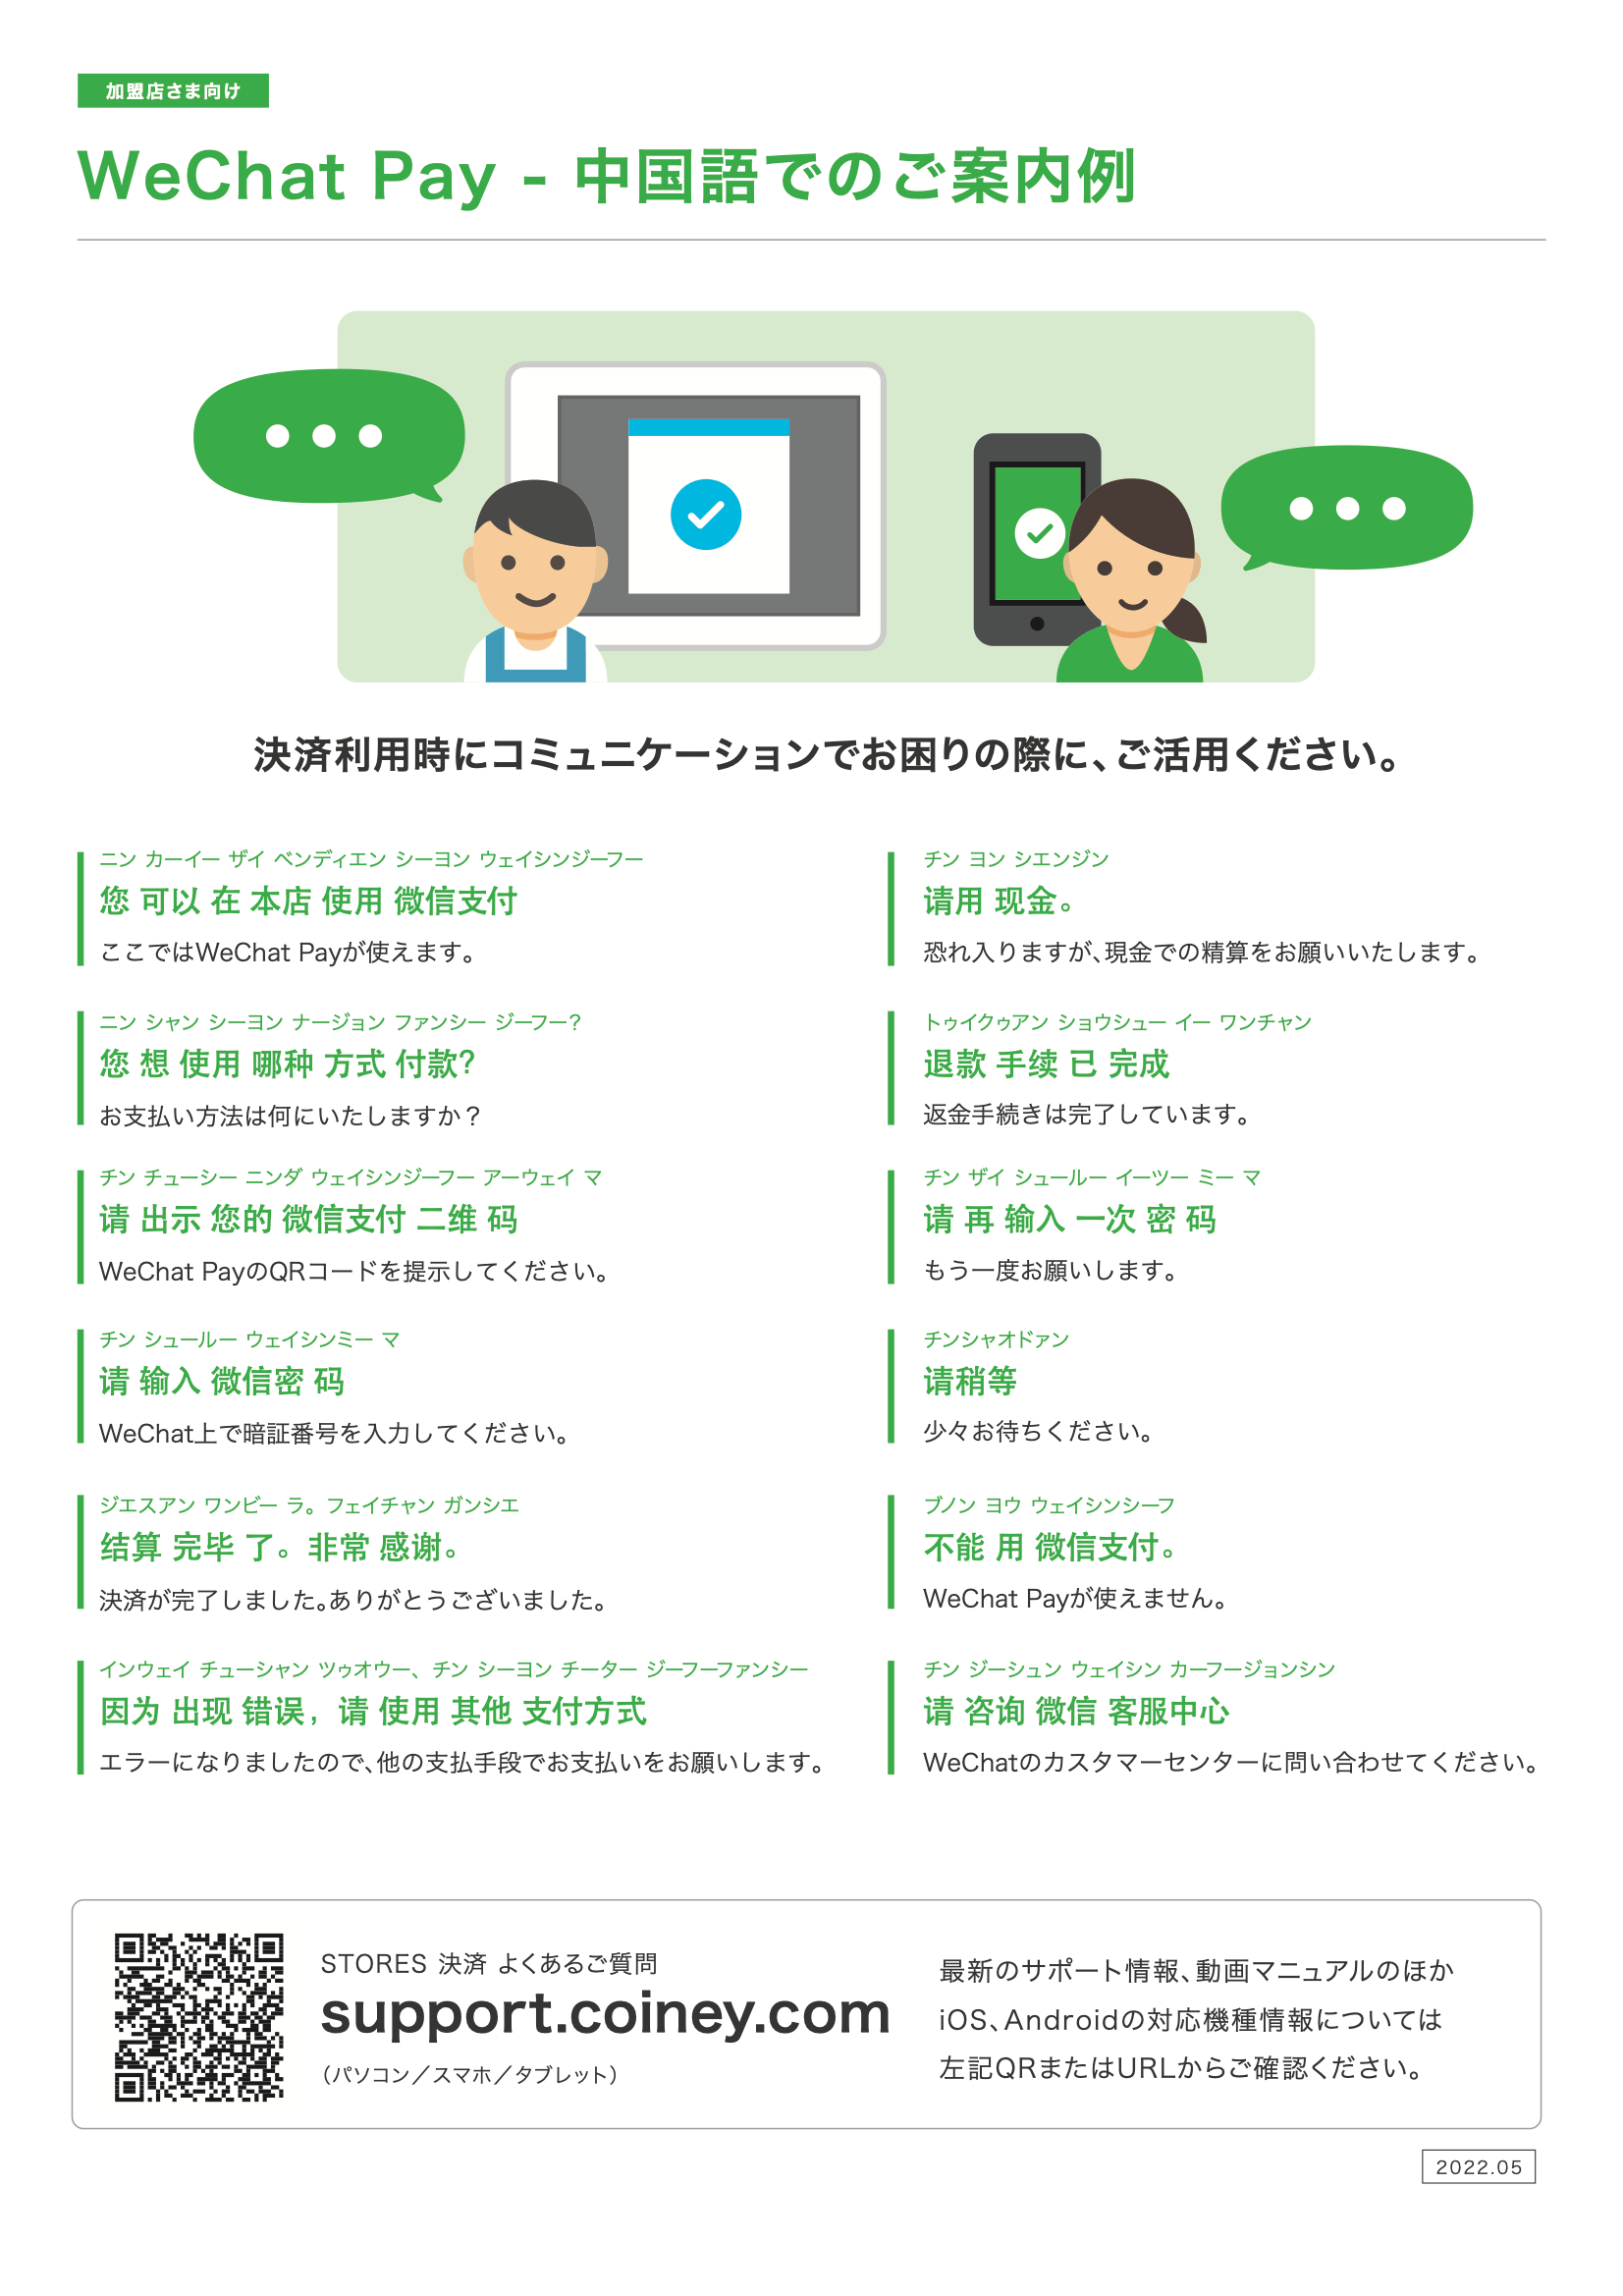 加盟店さま向け
WeChat Pay - 中国語でのご案内例
決済利用時にコミュニケーションでお困りの際に、ご活用ください。
ニン カーイー ザイ ベンディエン シーヨン ウェイシンジーフー
您 可以 在 本店 使用 微信支付
ここではWeChat Payが使えます。
ニン シャン シーヨン ナージョン ファンシー ジーフー?
您 想 使用 哪种 方式 付款?
お支払い方法は何にいたしますか？
チン チューシー ニンダ ウェイシンジーフー アーウェイ マ
请 出示 您的 微信支付 二维 码
WeChat PayのQRコードを提示してください。
チン シュールー ウェイシンミー マ
请 输入 微信密 码
WeChat上で暗証番号を入力してください。
ジエスアン ワンビー ラ。フェイチャン ガンシエ
结算 完毕 了。非常 感谢。
決済が完了しました。ありがとうございました。
インウェイ チューシャン ツゥオウー、チン シーヨン チーター ジーフーファンシー
因为 出现 错误，请 使用 其他 支付方式
エラーになりましたので、他の支払手段でお支払いをお願いします。
チン ヨン シエンジン
请用 现金。
恐れ入りますが、現金での精算をお願いいたします。
トゥイクゥアン ショウシュー イー ワンチャン
退款 手续 已 完成
返金手続きは完了しています。
チン ザイ シュールー イーツー ミー マ
请 再 输入 一次 密 码
もう一度お願いします。
チンシャオドァン
请稍等
少々お待ちください。
ブノン ヨウ ウェイシンシーフ
不能 用 微信支付。
WeChat Payが使えません。
チン ジーシュン ウェイシン カーフージョンシン
请 咨询 微信 客服中心
WeChatのカスタマーセンターに問い合わせてください。
STORES 決済 よくあるご質問
support.coiney.com
（パソコン／スマホ／タブレット）
最新のサポート情報、動画マニュアルのほか
iOS、Androidの対応機種情報については
左記QRまたはURLからご確認ください。
2022.05